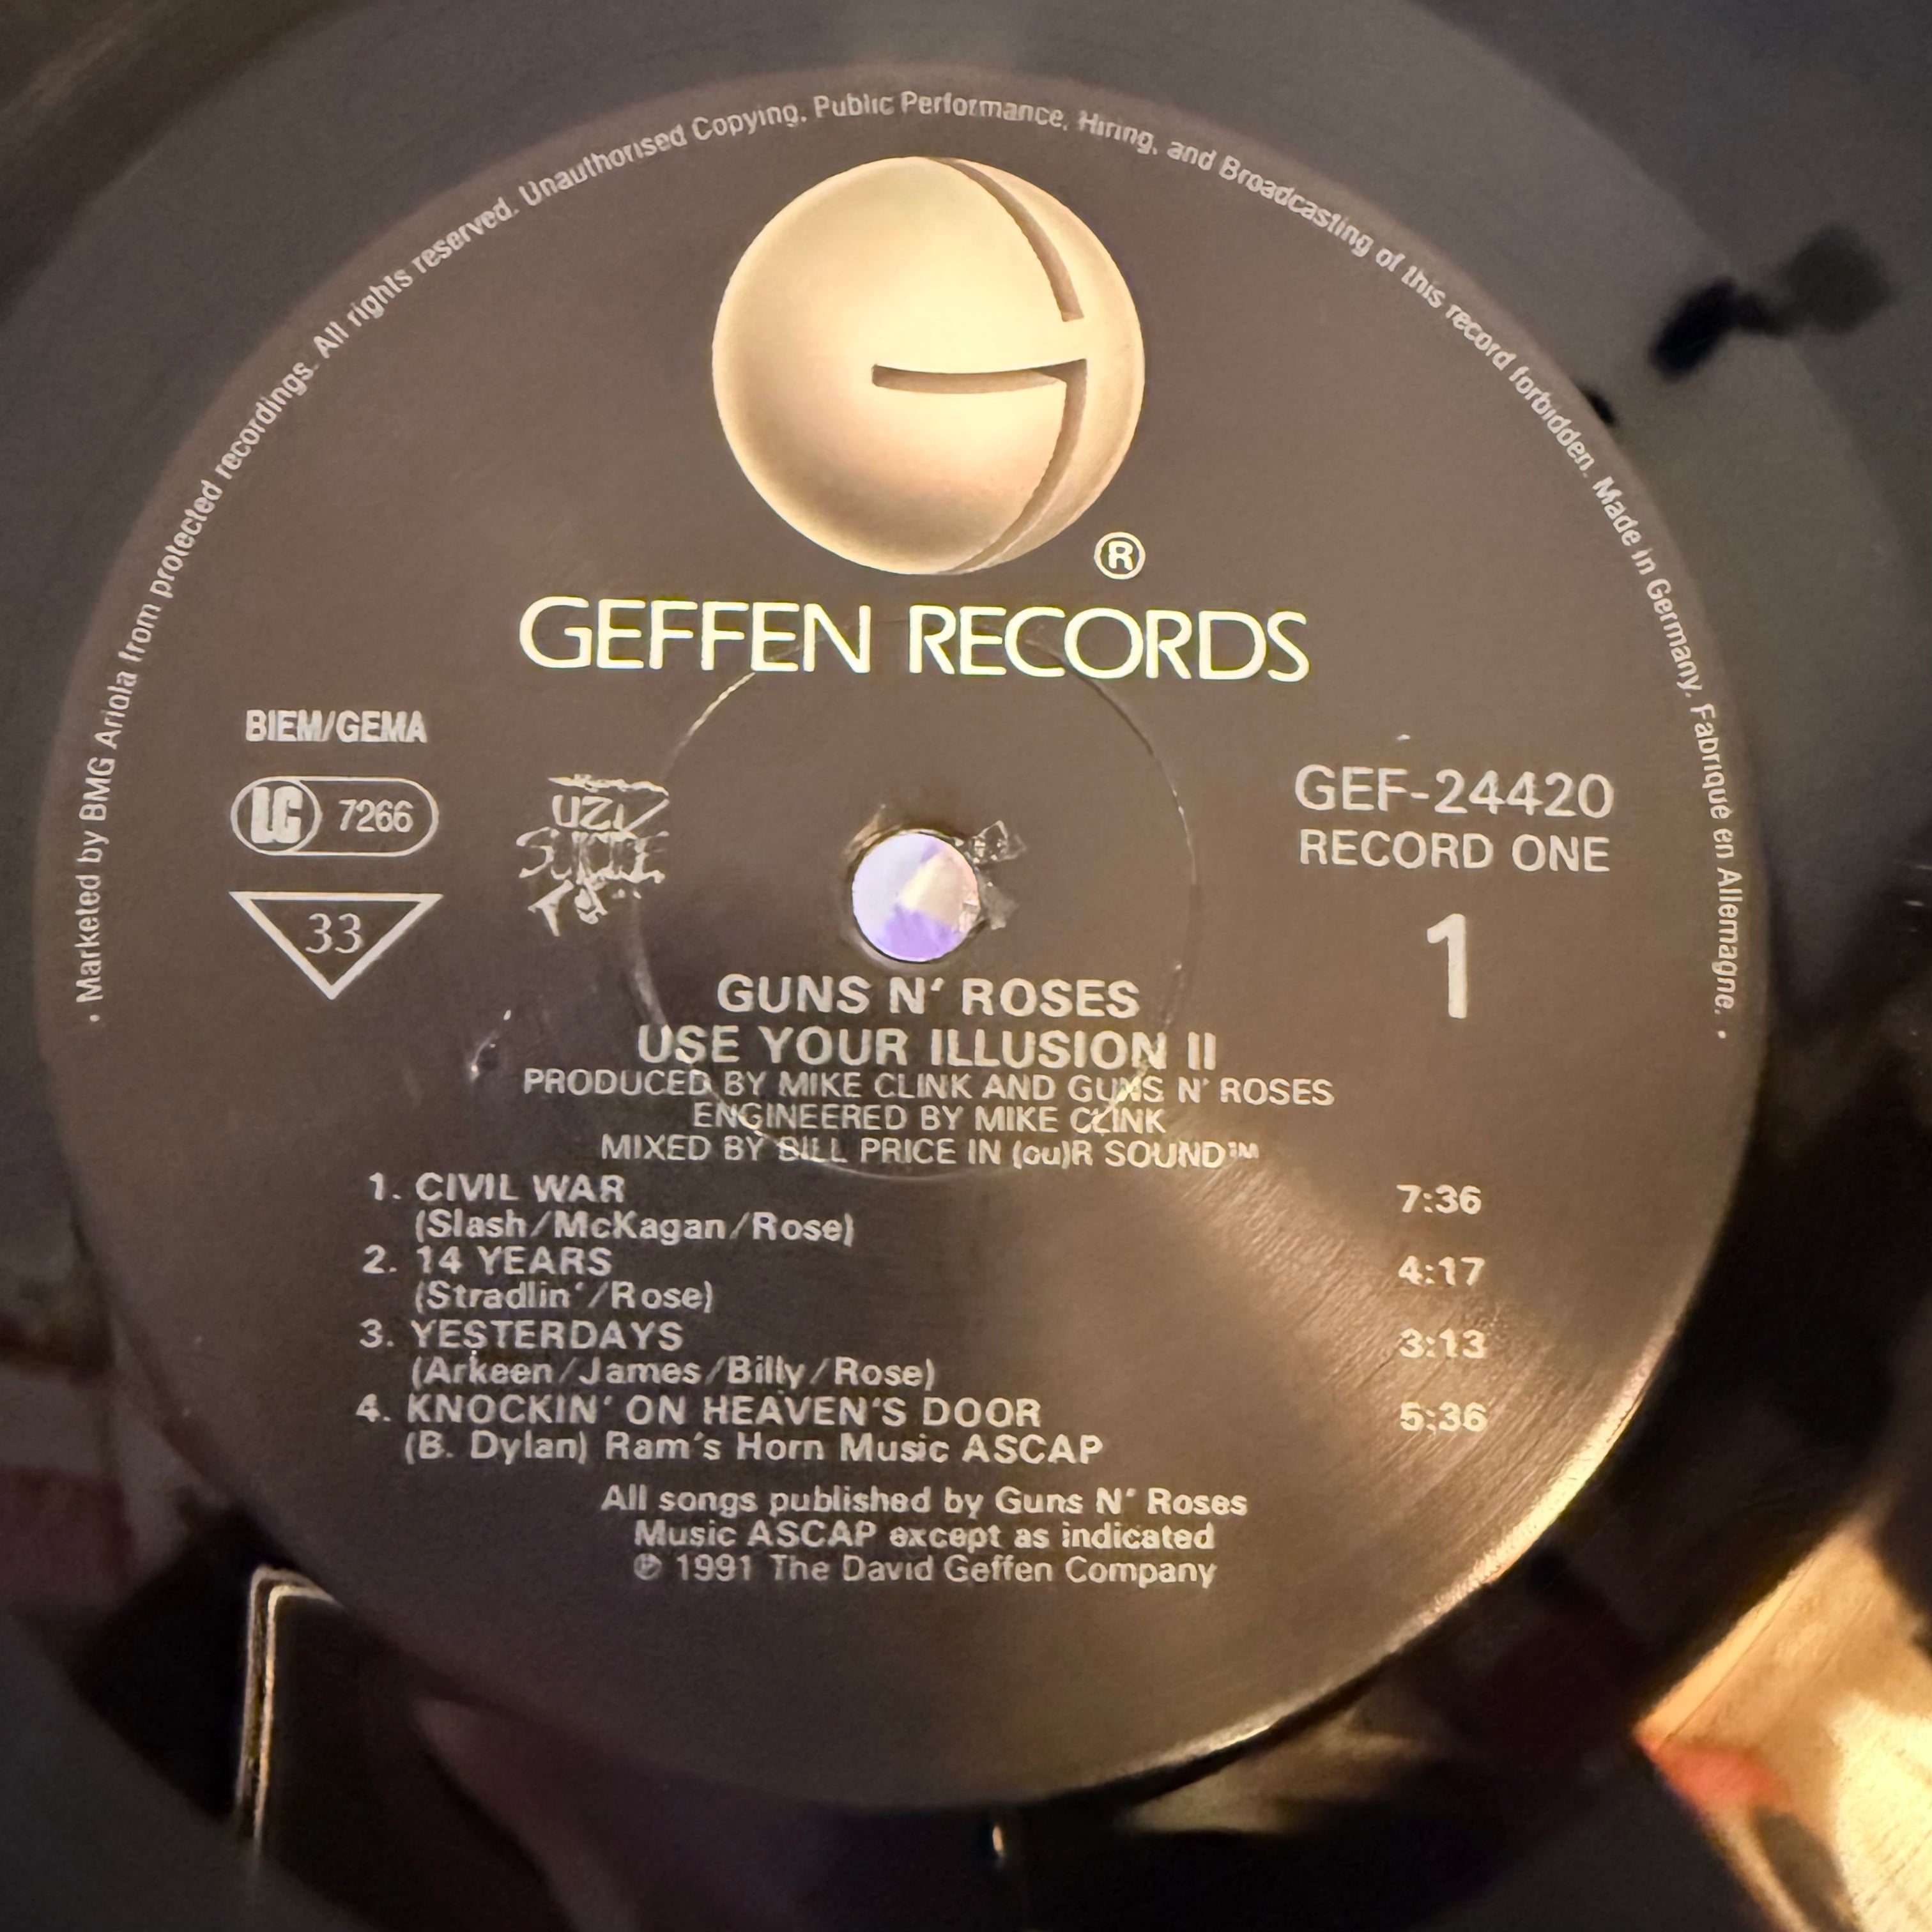 · Marketed by BMG Ariola from protected recordings. All rights reserved. Unauthorised Copying, Public Performance, Hiring, and Broadcasting of this record forbidden. Made in Germany. Fabriqué en Allemagne. ·
®
GEFFEN RECORDS
BIEM/GEMA
LC 7266
33
GEF-24420
RECORD ONE
1
GUNS N' ROSES
USE YOUR ILLUSION II
PRODUCED BY MIKE CLINK AND GUNS N' ROSES
ENGINEERED BY MIKE CLINK
MIXED BY BILL PRICE IN (ou)R SOUND™
1. CIVIL WAR 7:36
(Slash/McKagan/Rose)
2. 14 YEARS 4:17
(Stradlin'/Rose)
3. YESTERDAYS 3:13
(Arkeen/James/Billy/Rose)
4. KNOCKIN' ON HEAVEN'S DOOR 5:36
(B. Dylan) Ram's Horn Music ASCAP
All songs published by Guns N' Roses
Music ASCAP except as indicated
℗ 1991 The David Geffen Company